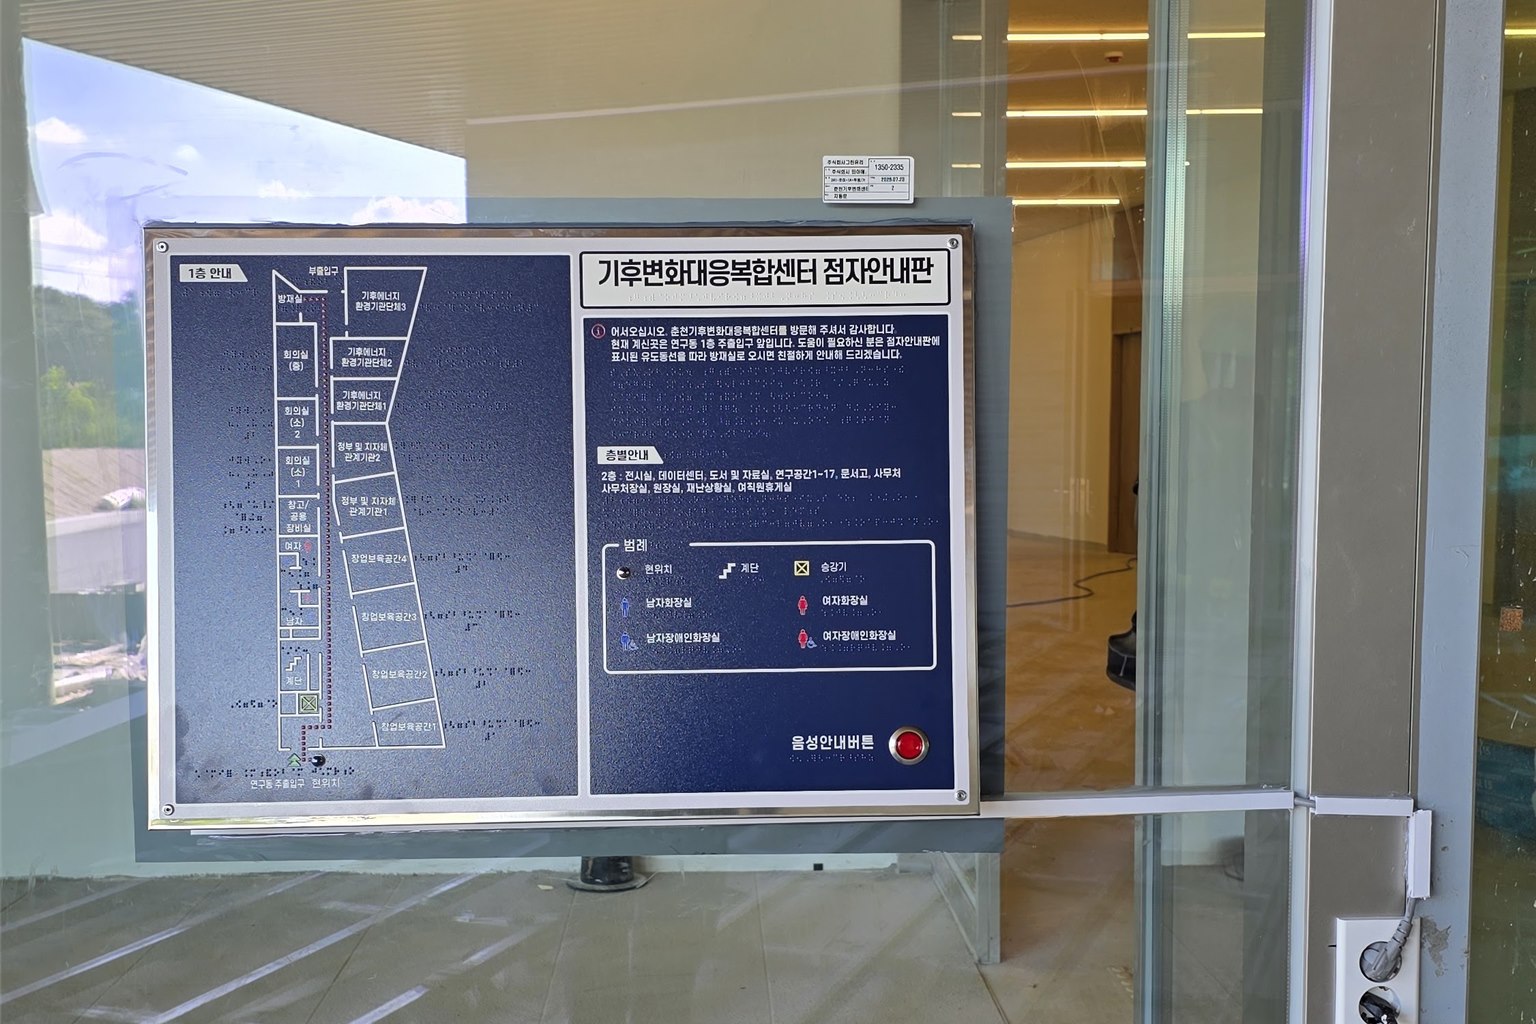 1350-2335
기후변화대응복합센터 점자안내판
1층 안내
부출입구
방재실
기후에너지
환경기관단체3
회의실
(중)
기후에너지
환경기관단체2
기후에너지
환경기관단체1
회의실
(소)
2
정부 및 지자체
관계기관2
회의실
(소)
1
정부 및 지자체
관계기관1
창고/
공용
장비실
여자
창업보육공간4
남자
창업보육공간3
계단
창업보육공간2
창업보육공간1
연구동 주출입구 현위치
어서오십시오. 춘천기후변화대응복합센터를 방문해 주셔서 감사합니다.
현재 계신곳은 연구동 1층 주출입구 앞입니다. 도움이 필요하신 분은 점자안내판에
표시된 유도동선을 따라 방재실로 오시면 친절하게 안내해 드리겠습니다.
층별안내
2층 : 전시실, 데이터센터, 도서 및 자료실, 연구공간1~17, 문서고, 사무처
사무처장실, 원장실, 재난상황실, 여직원휴게실
범례
현위치 계단 승강기
남자화장실 여자화장실
남자장애인화장실 여자장애인화장실
음성안내버튼